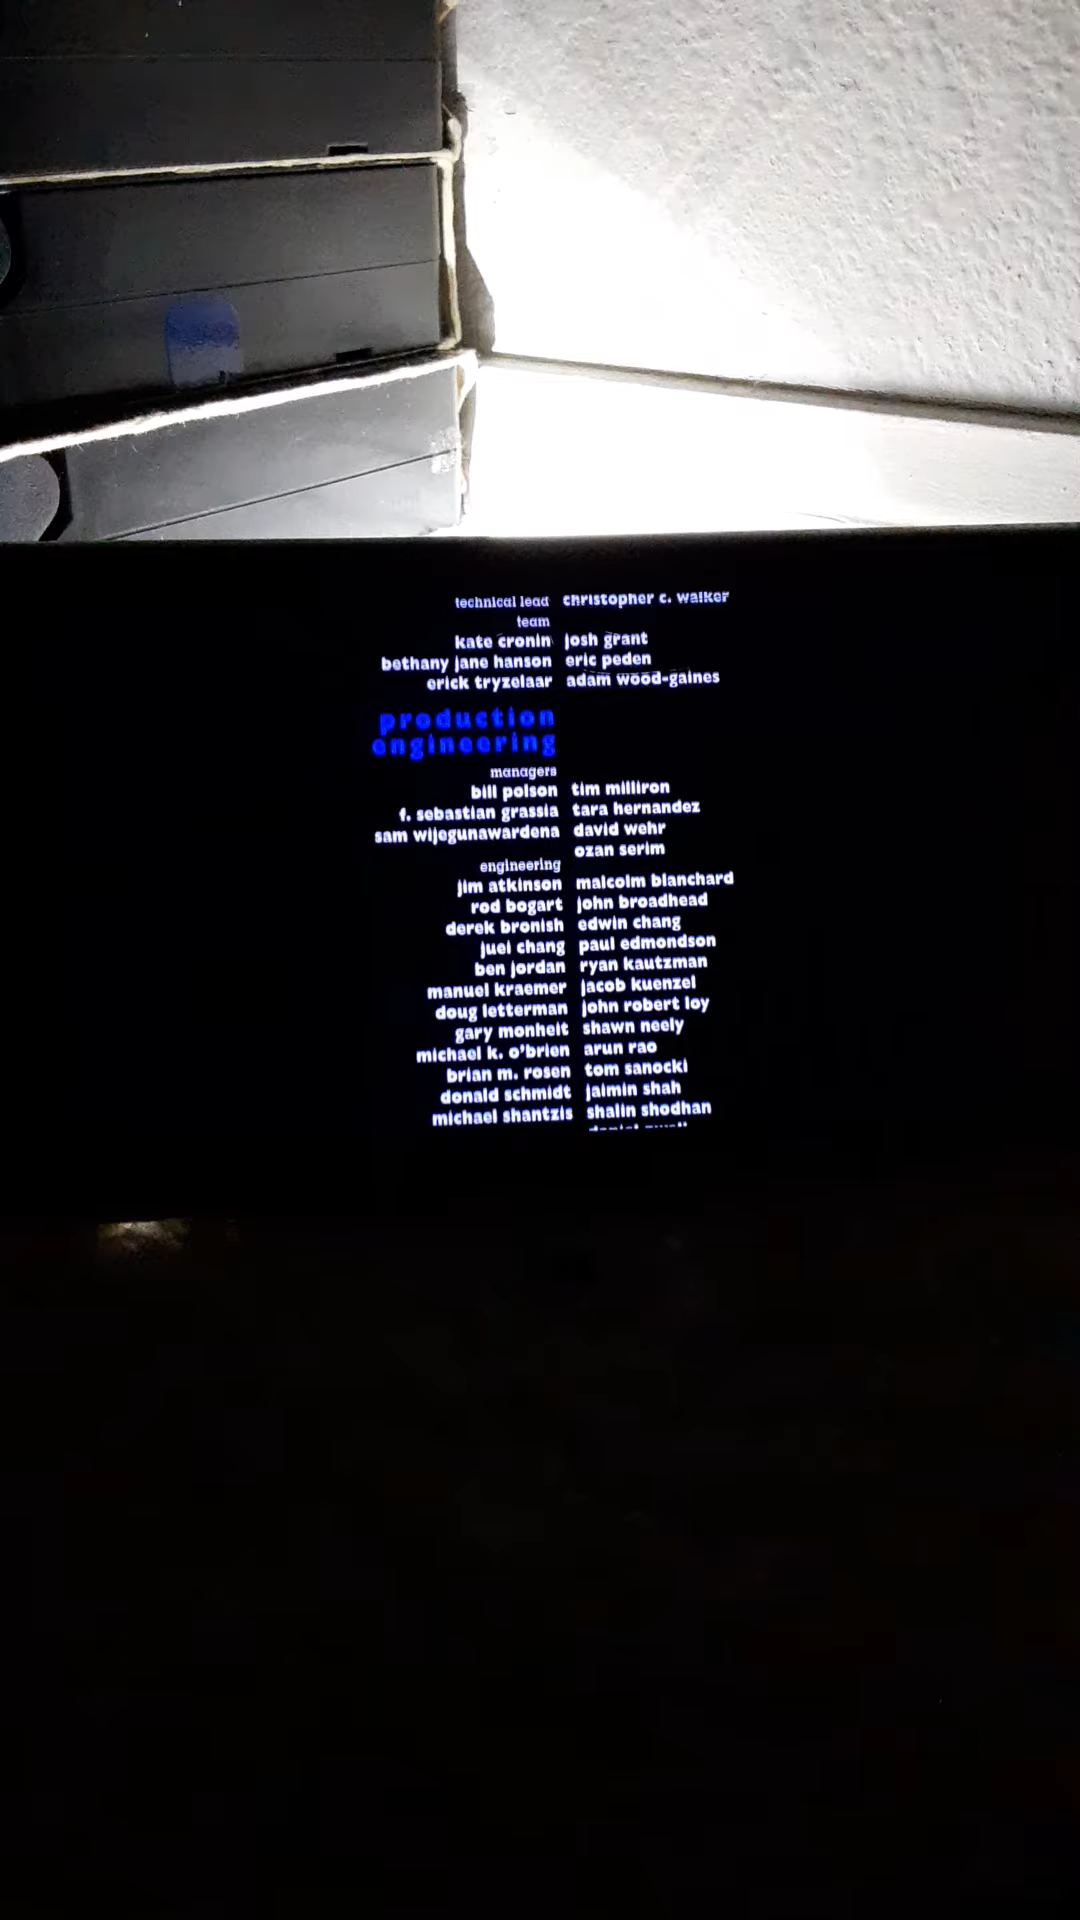 technical lead christopher c. walker
team
kate cronin josh grant
bethany jane hanson eric peden
erick tryzelaar adam wood-gaines
production
engineering
managers
bill polson tim milliron
f. sebastian grassia tara hernandez
sam wijegunawardena david wehr
ozan serim
engineering
jim atkinson malcolm blanchard
rod bogart john broadhead
derek bronish edwin chang
juei chang paul edmondson
ben jordan ryan kautzman
manuel kraemer jacob kuenzel
doug letterman john robert loy
gary monheit shawn neely
michael k. o'brien arun rao
brian m. rosen tom sanocki
donald schmidt jaimin shah
michael shantzis shalin shodhan